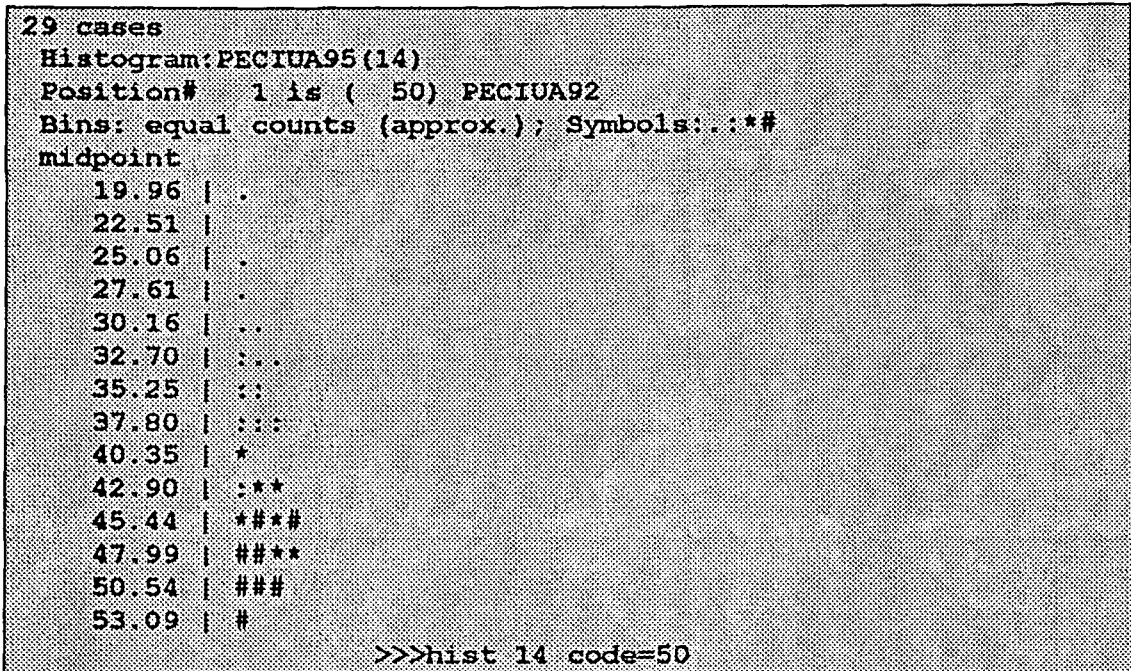 29 cases
Histogram:PECIUA95(14)
Position#   1 is (  50) PECIUA92
Bins: equal counts (approx.); Symbols:.:*#
midpoint
19.96 | .
22.51 |
25.06 | .
27.61 | .
30.16 | ..
32.70 | :..
35.25 | ::
37.80 | :::
40.35 | *
42.90 | :**
45.44 | *#*#
47.99 | ##**
50.54 | ###
53.09 | #
>>>hist 14 code=50